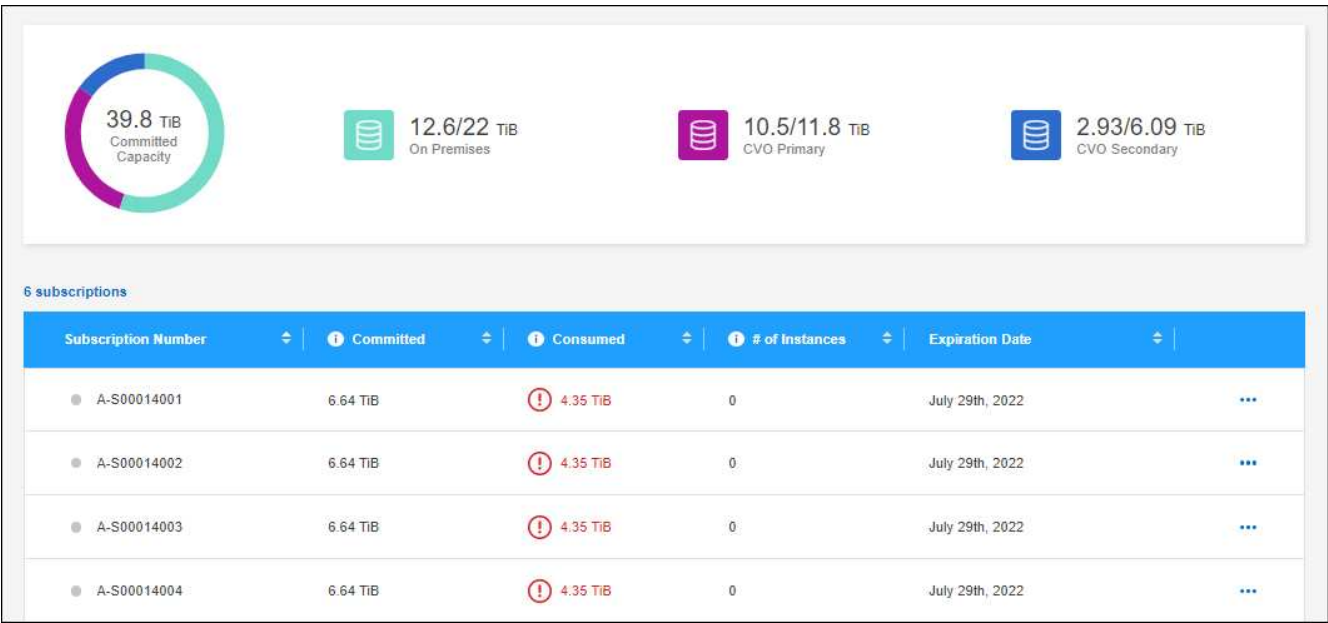 39.8 TiB
Committed
Capacity
12.6/22 TiB
On Premises
10.5/11.8 TiB
CVO Primary
2.93/6.09 TiB
CVO Secondary
6 subscriptions
Subscription Number Committed Consumed # of Instances Expiration Date
A-S00014001 6.64 TiB 4.35 TiB 0 July 29th, 2022
A-S00014002 6.64 TiB 4.35 TiB 0 July 29th, 2022
A-S00014003 6.64 TiB 4.35 TiB 0 July 29th, 2022
A-S00014004 6.64 TiB 4.35 TiB 0 July 29th, 2022